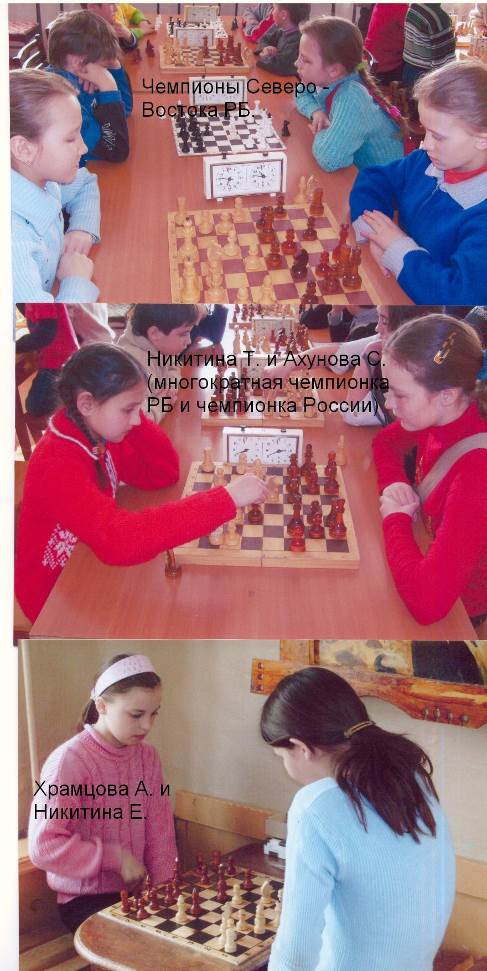 Чемпионы Северо -
Востока РБ.
Никитина Т. и Ахунова С.
(многократная чемпионка
РБ и чемпионка России)
Храмцова А. и
Никитина Е.